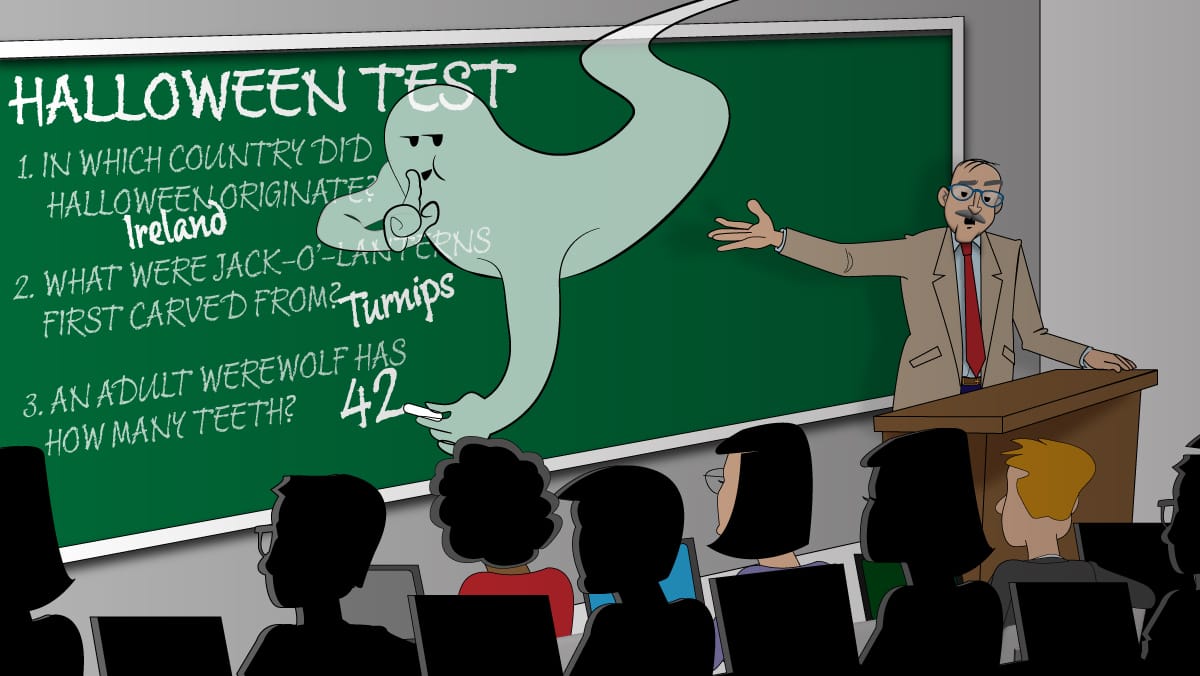 HALLOWEEN TEST
1. IN WHICH COUNTRY DID
HALLOWEEN ORIGINATE?
Ireland
2. WHAT WERE JACK-O'-LANTERNS
FIRST CARVED FROM?
Turnips
3. AN ADULT WEREWOLF HAS
HOW MANY TEETH?
42